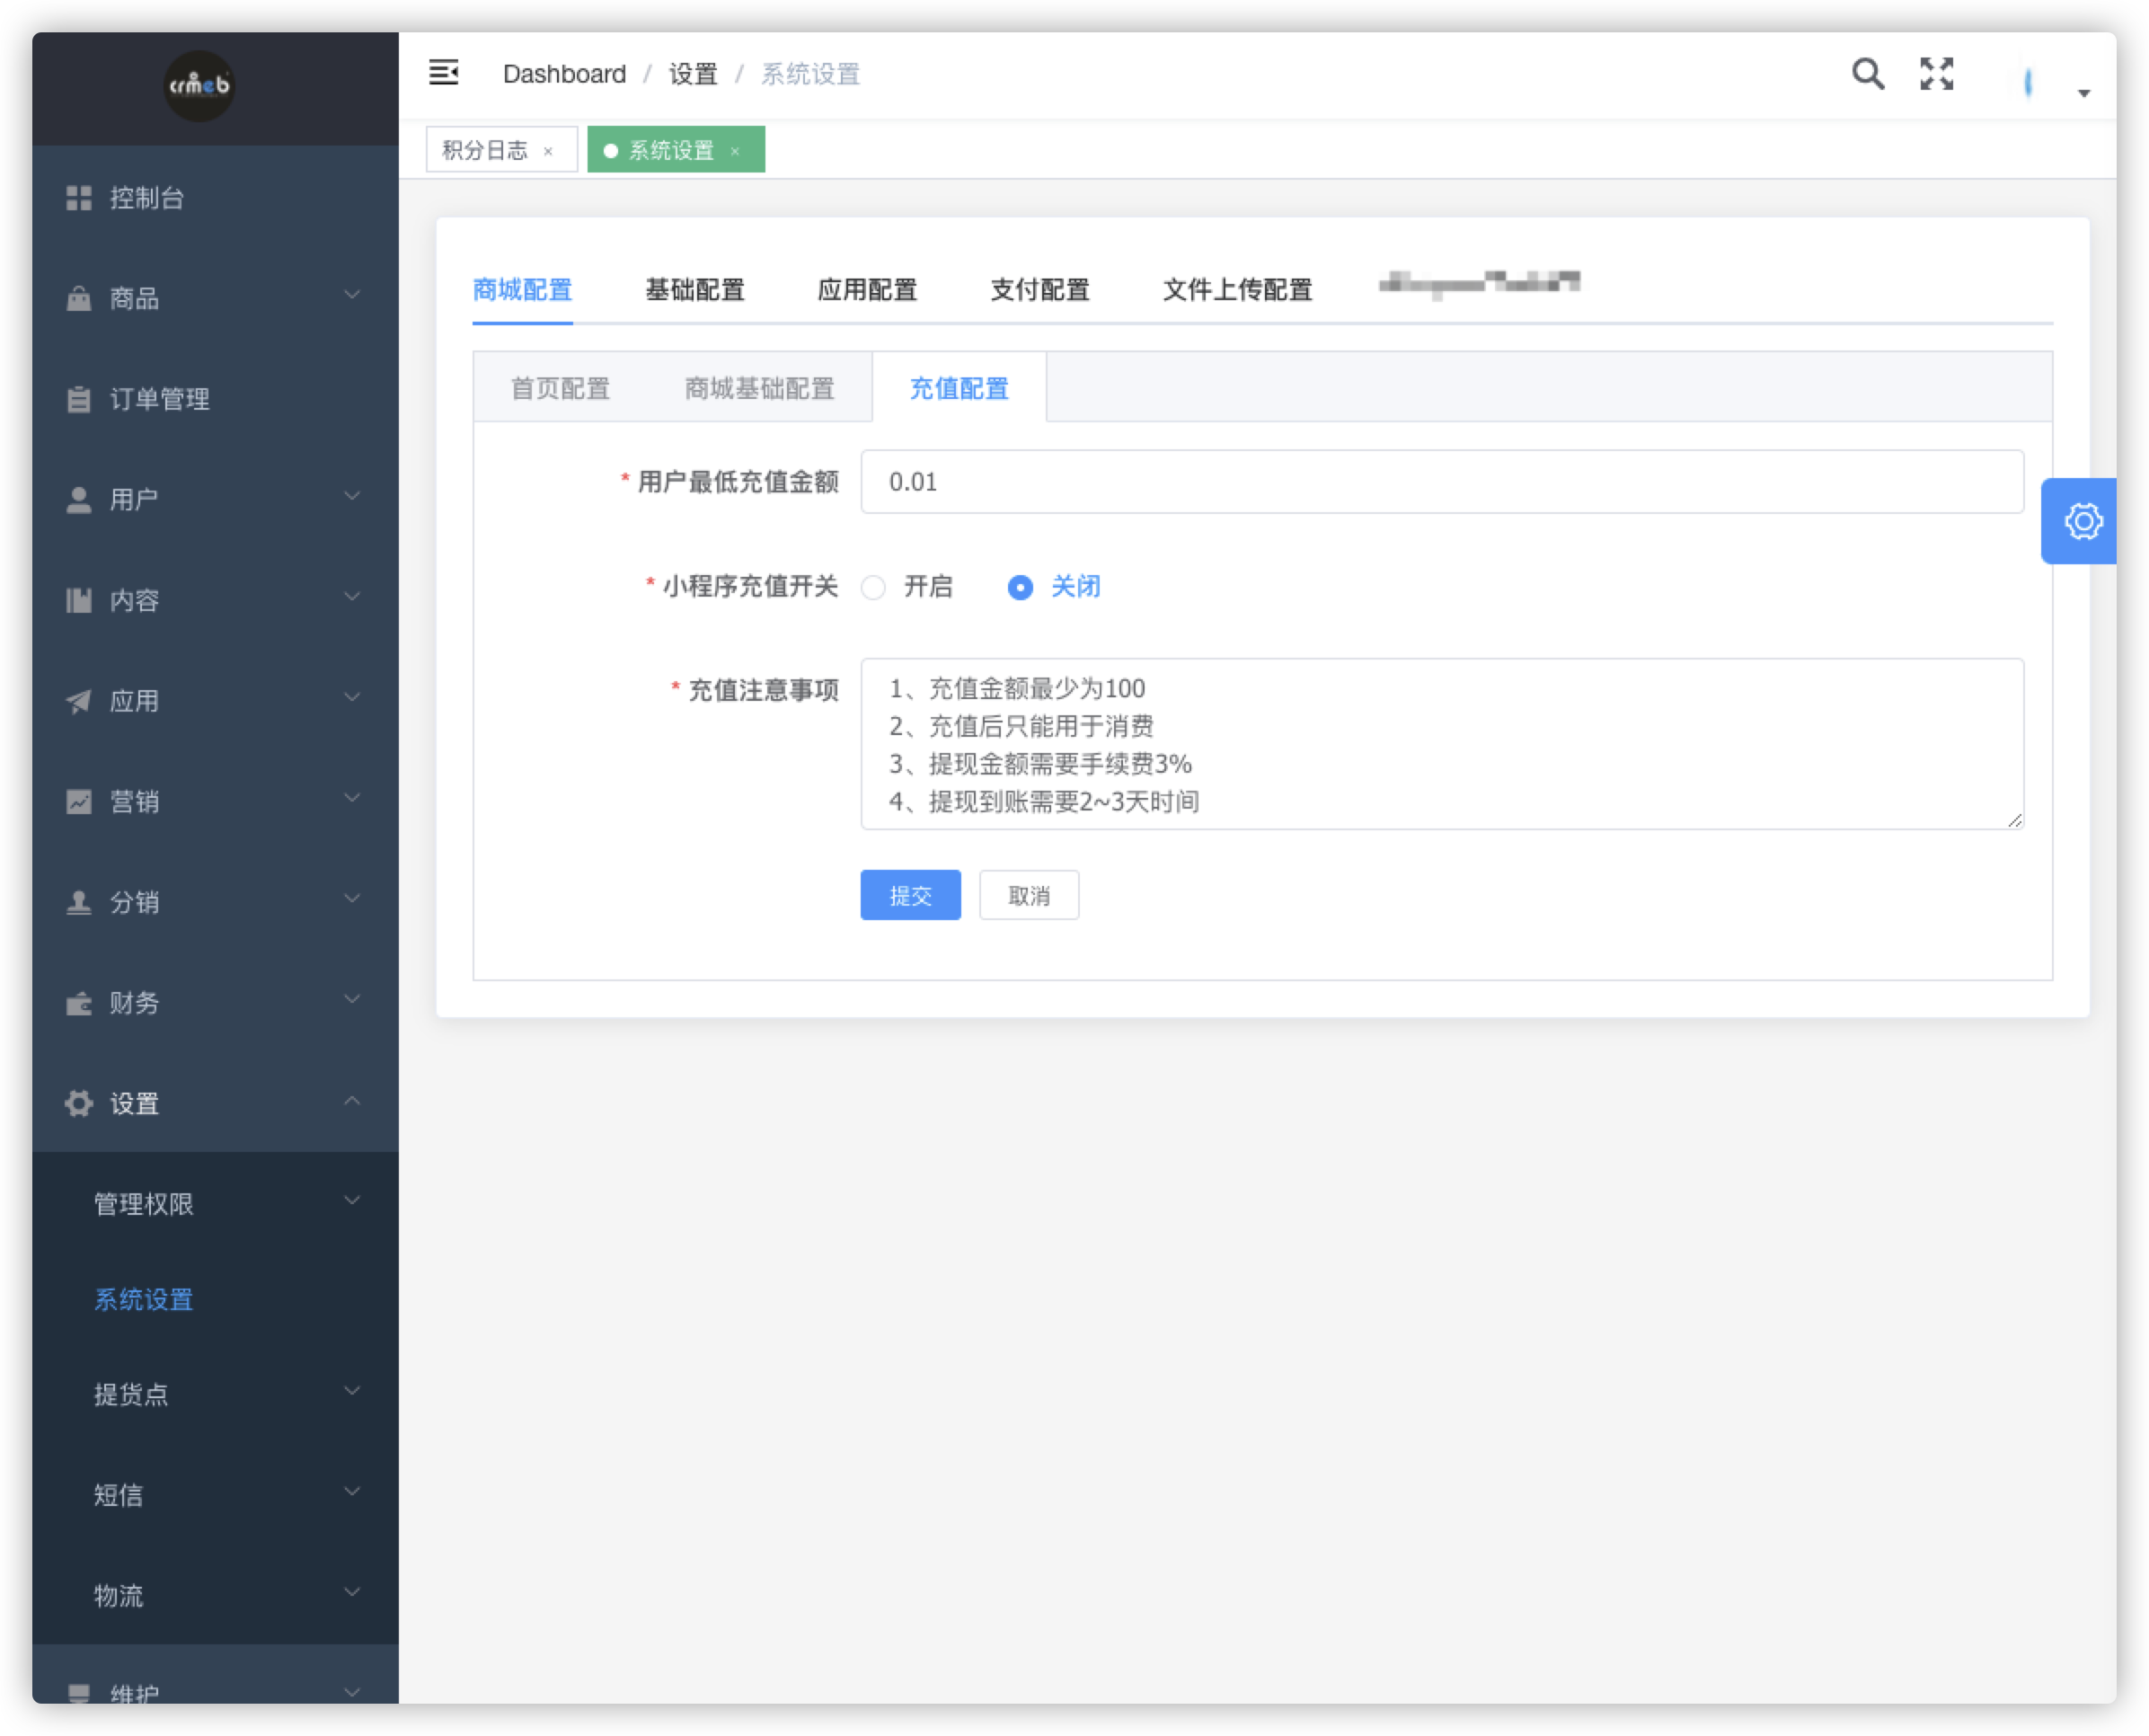 crmeb
Dashboard / 设置 / 系统设置
积分日志 ×
系统设置 ×
控制台
商品
订单管理
用户
内容
应用
营销
分销
财务
设置
管理权限
系统设置
提货点
短信
物流
维护
商城配置 基础配置 应用配置 支付配置 文件上传配置
首页配置 商城基础配置 充值配置
* 用户最低充值金额 0.01
* 小程序充值开关 开启 关闭
* 充值注意事项
1、充值金额最少为100
2、充值后只能用于消费
3、提现金额需要手续费3%
4、提现到账需要2~3天时间
提交 取消